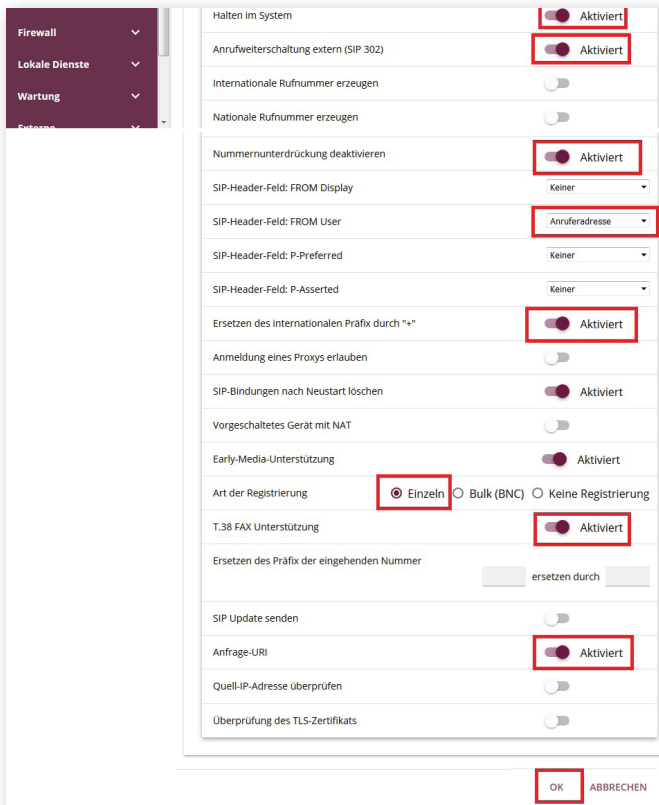 Halten im System Aktiviert
Firewall
Anrufweiterschaltung extern (SIP 302) Aktiviert
Lokale Dienste
Internationale Rufnummer erzeugen
Wartung
Nationale Rufnummer erzeugen
Externe
Nummernunterdrückung deaktivieren Aktiviert
SIP-Header-Feld: FROM Display Keiner
SIP-Header-Feld: FROM User Anruferadresse
SIP-Header-Feld: P-Preferred Keiner
SIP-Header-Feld: P-Asserted Keiner
Ersetzen des internationalen Präfix durch "+" Aktiviert
Anmeldung eines Proxys erlauben
SIP-Bindungen nach Neustart löschen Aktiviert
Vorgeschaltetes Gerät mit NAT
Early-Media-Unterstützung Aktiviert
Art der Registrierung Einzeln Bulk (BNC) Keine Registrierung
T.38 FAX Unterstützung Aktiviert
Ersetzen des Präfix der eingehenden Nummer
ersetzen durch
SIP Update senden
Anfrage-URI Aktiviert
Quell-IP-Adresse überprüfen
Überprüfung des TLS-Zertifikats
OK ABBRECHEN